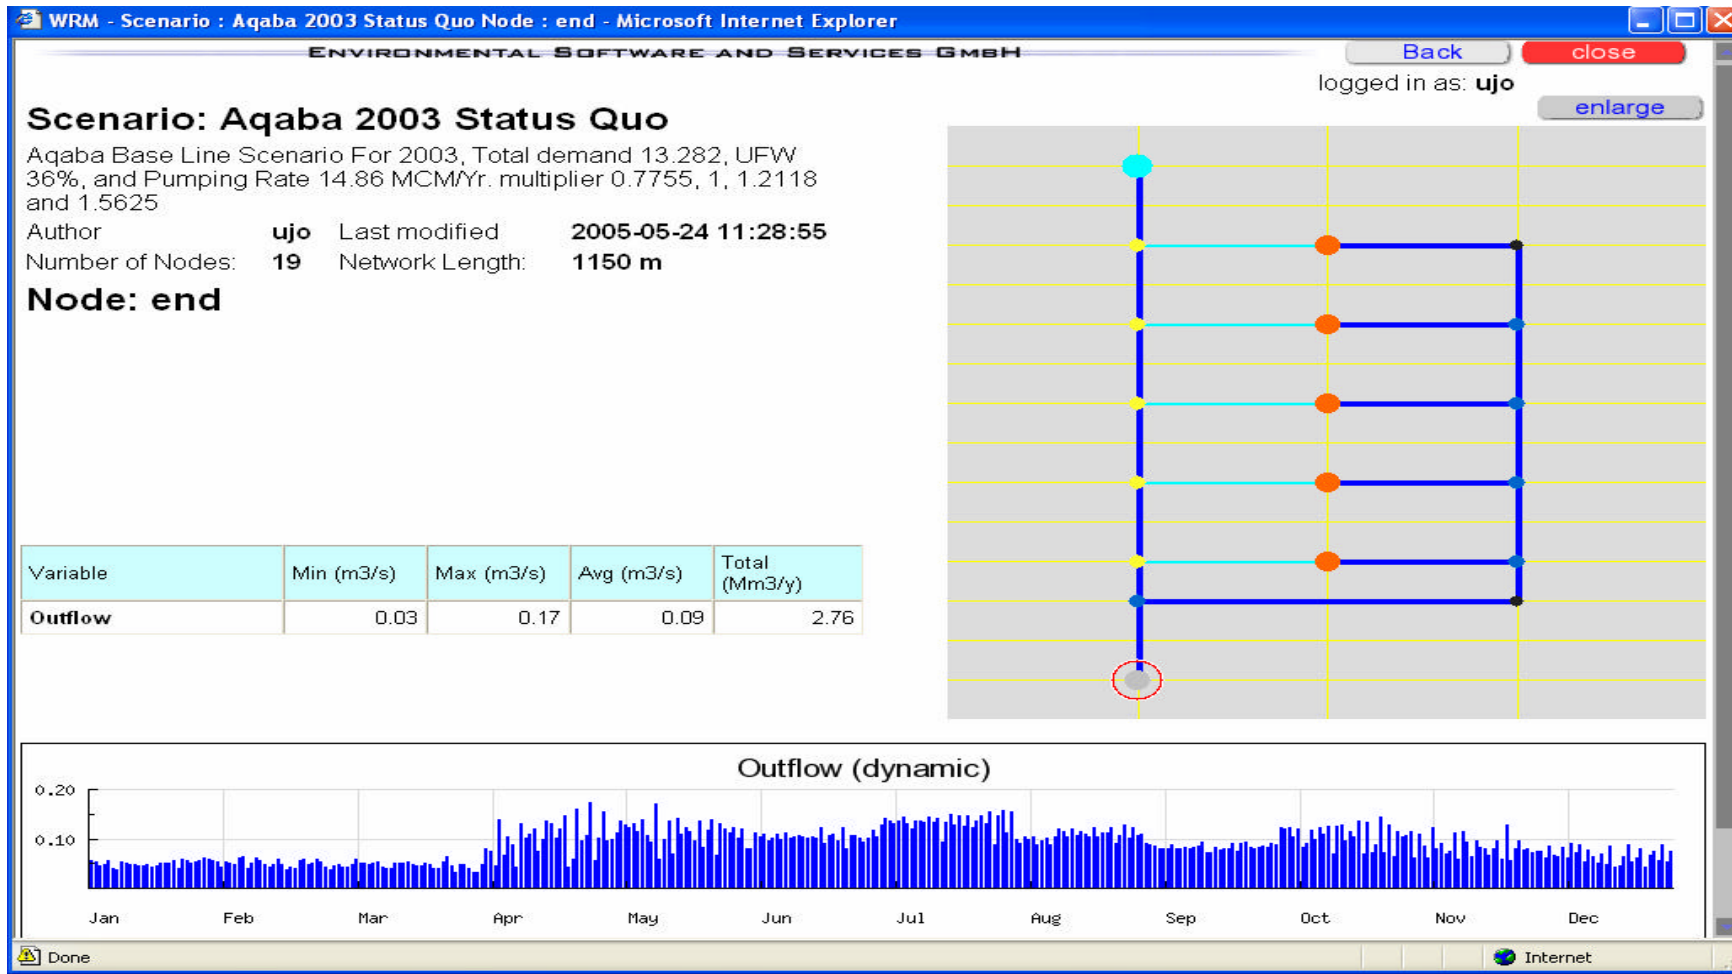 WRM - Scenario : Aqaba 2003 Status Quo Node : end - Microsoft Internet Explorer
ENVIRONMENTAL SOFTWARE AND SERVICES GMBH
Back
close
logged in as: ujo
enlarge
Scenario: Aqaba 2003 Status Quo
Aqaba Base Line Scenario For 2003, Total demand 13.282, UFW
36%, and Pumping Rate 14.86 MCM/Yr. multiplier 0.7755, 1, 1.2118
and 1.5625
Author ujo Last modified 2005-05-24 11:28:55
Number of Nodes: 19 Network Length: 1150 m
Node: end
Variable Min (m3/s) Max (m3/s) Avg (m3/s) Total (Mm3/y)
Outflow 0.03 0.17 0.09 2.76
Outflow (dynamic)
0.20
0.10
Jan Feb Mar Apr May Jun Jul Aug Sep Oct Nov Dec
Done
Internet